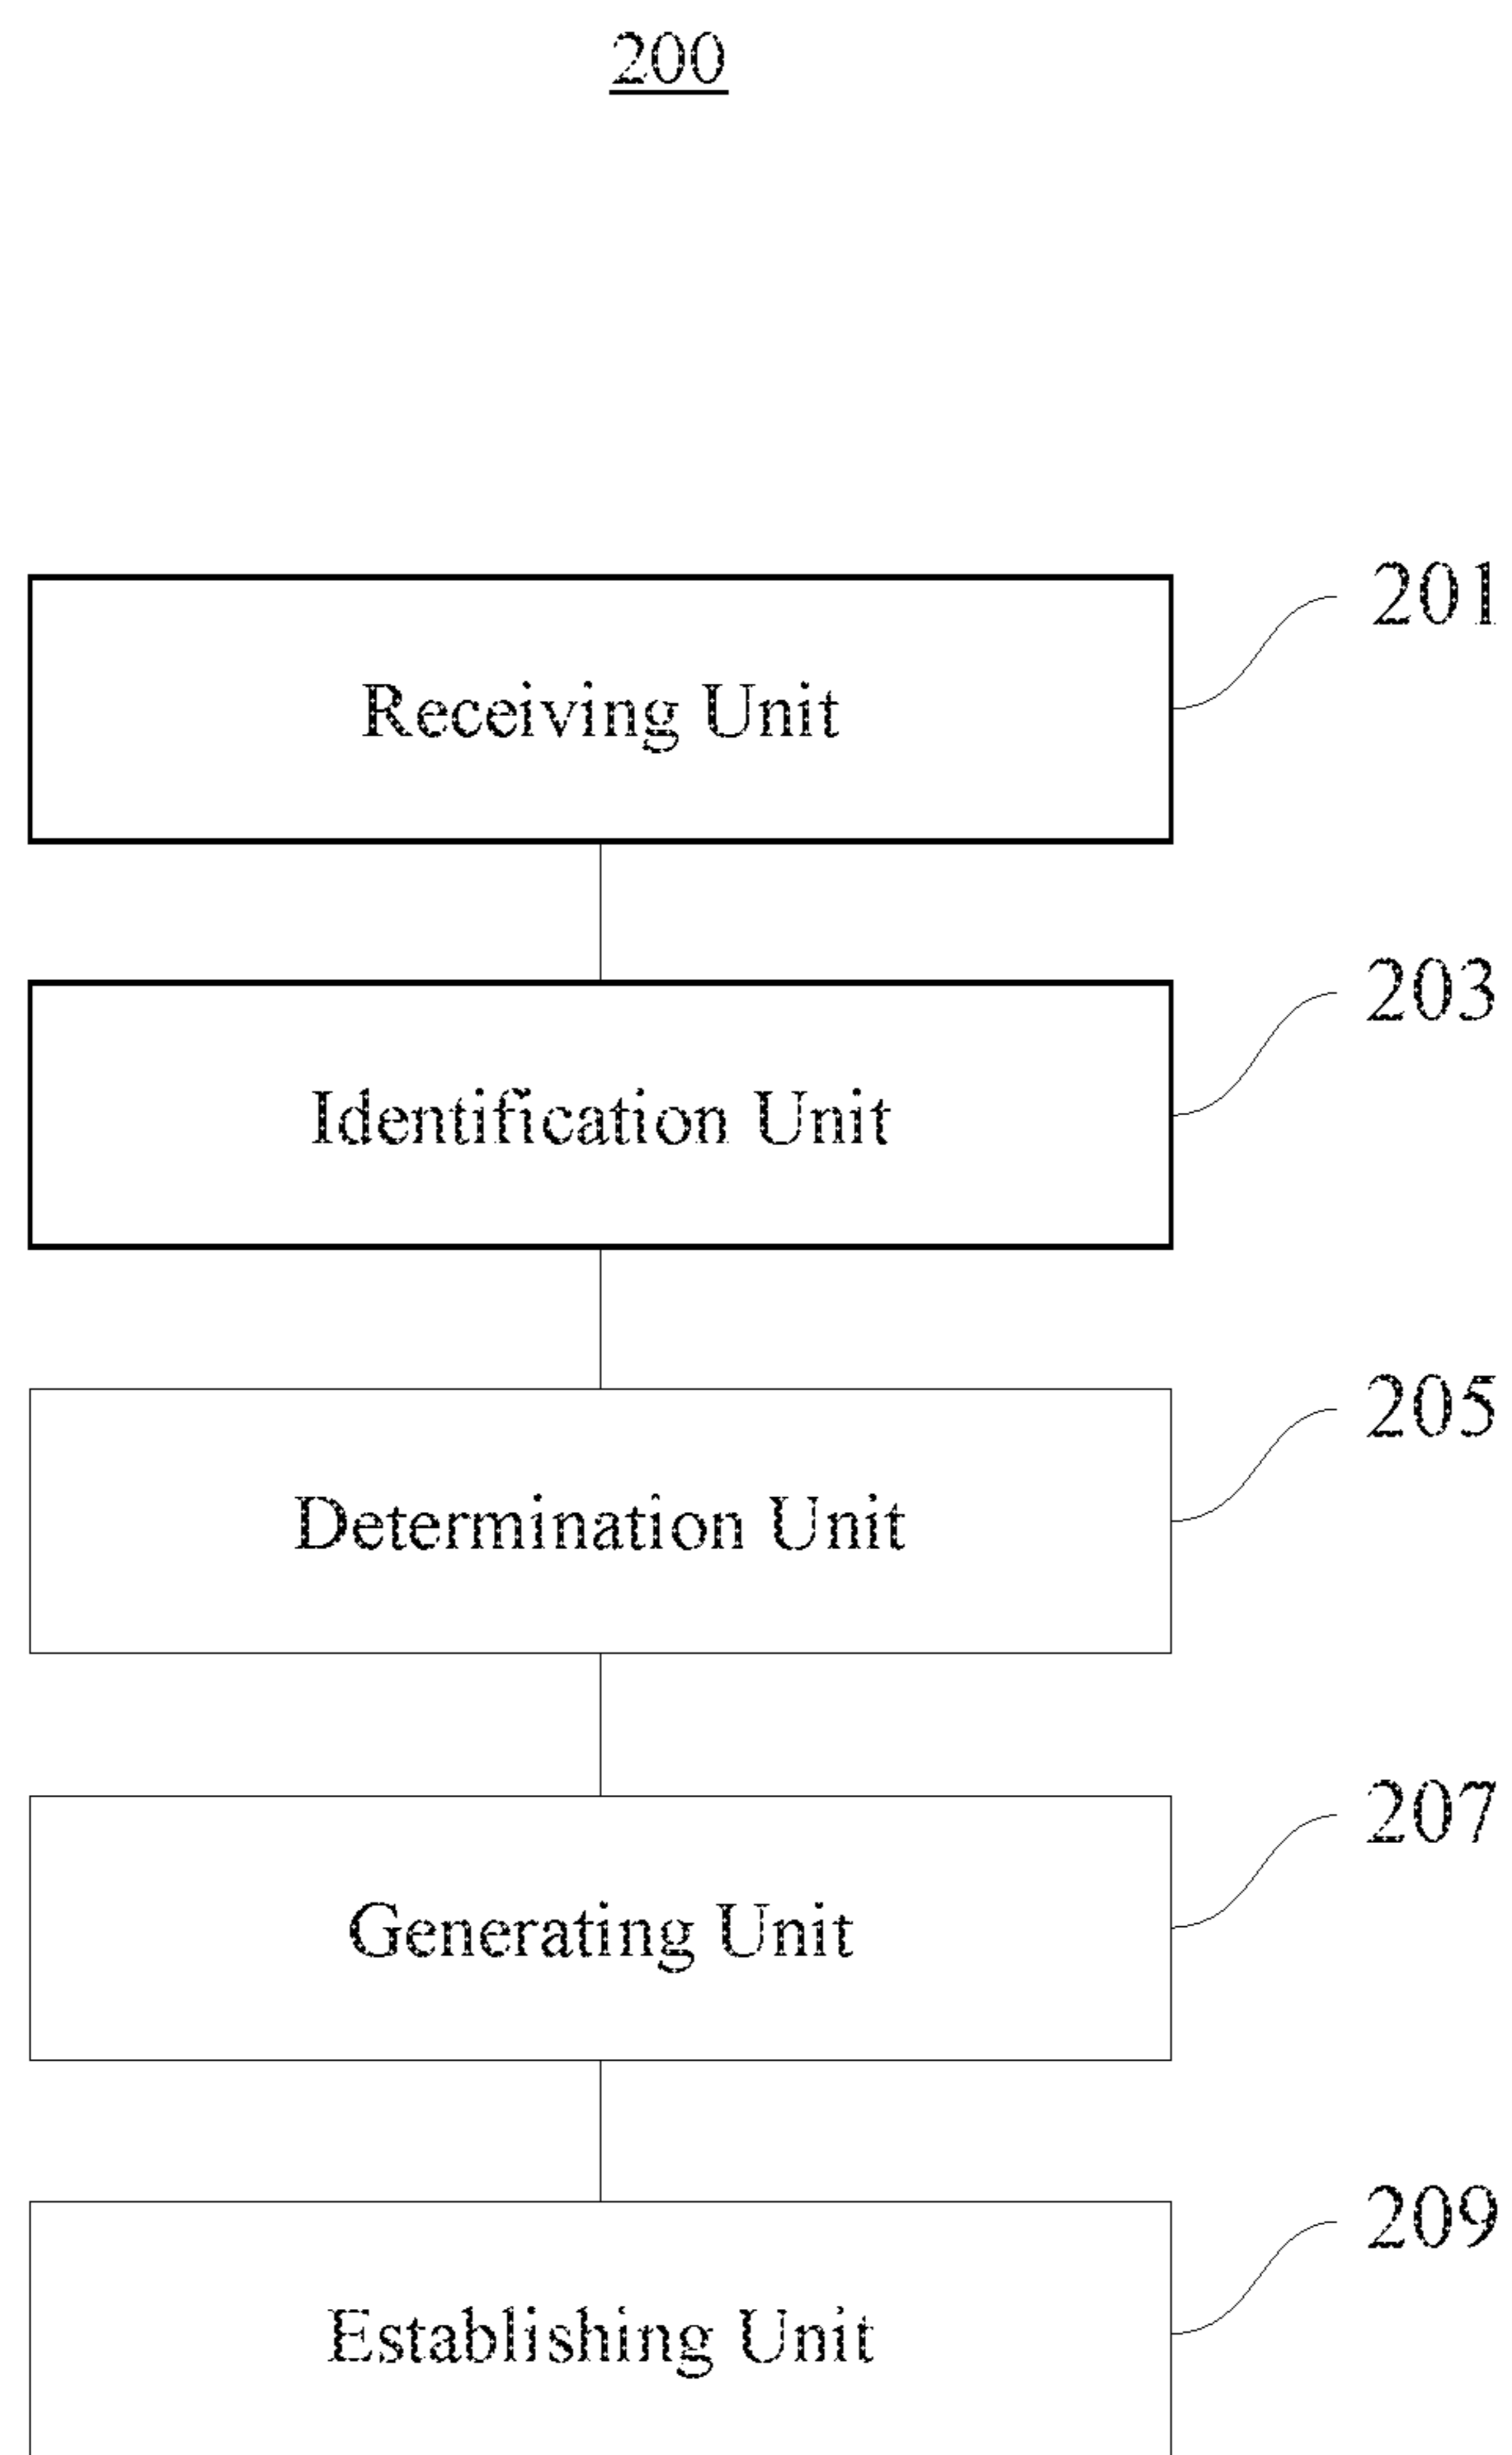 200
201
Receiving Unit
203
Identification Unit
205
Determination Unit
207
Generating Unit
209
Establishing Unit